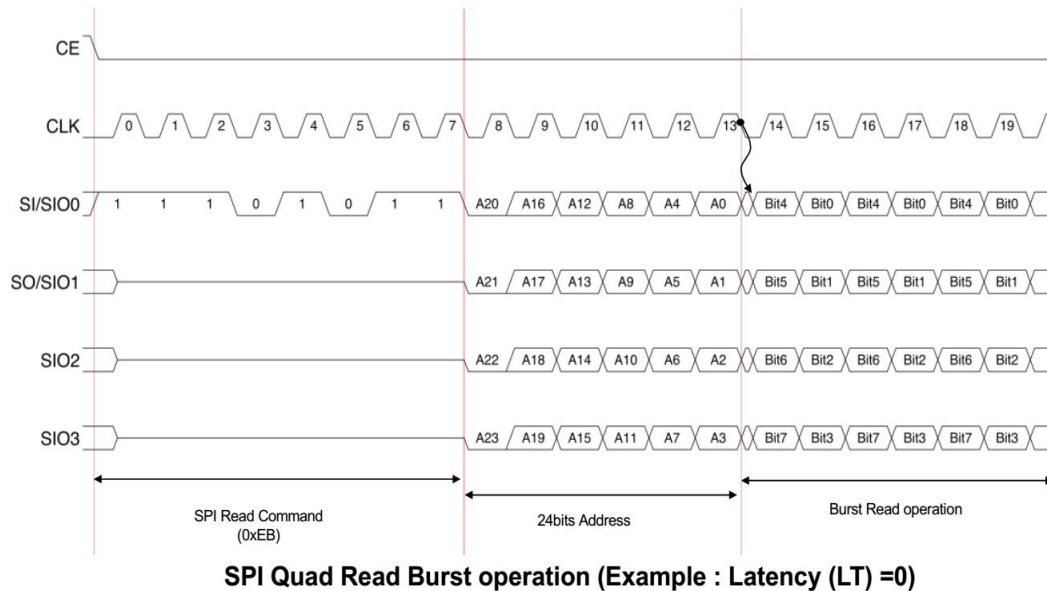 CE
CLK 0 1 2 3 4 5 6 7 8 9 10 11 12 13 14 15 16 17 18 19
SI/SIO0 1 1 1 0 1 0 1 1 A20 A16 A12 A8 A4 A0 Bit4 Bit0 Bit4 Bit0 Bit4 Bit0
SO/SIO1 A21 A17 A13 A9 A5 A1 Bit5 Bit1 Bit5 Bit1 Bit5 Bit1
SIO2 A22 A18 A14 A10 A6 A2 Bit6 Bit2 Bit6 Bit2 Bit6 Bit2
SIO3 A23 A19 A15 A11 A7 A3 Bit7 Bit3 Bit7 Bit3 Bit7 Bit3
SPI Read Command
(0xEB)
24bits Address
Burst Read operation
SPI Quad Read Burst operation (Example : Latency (LT) =0)